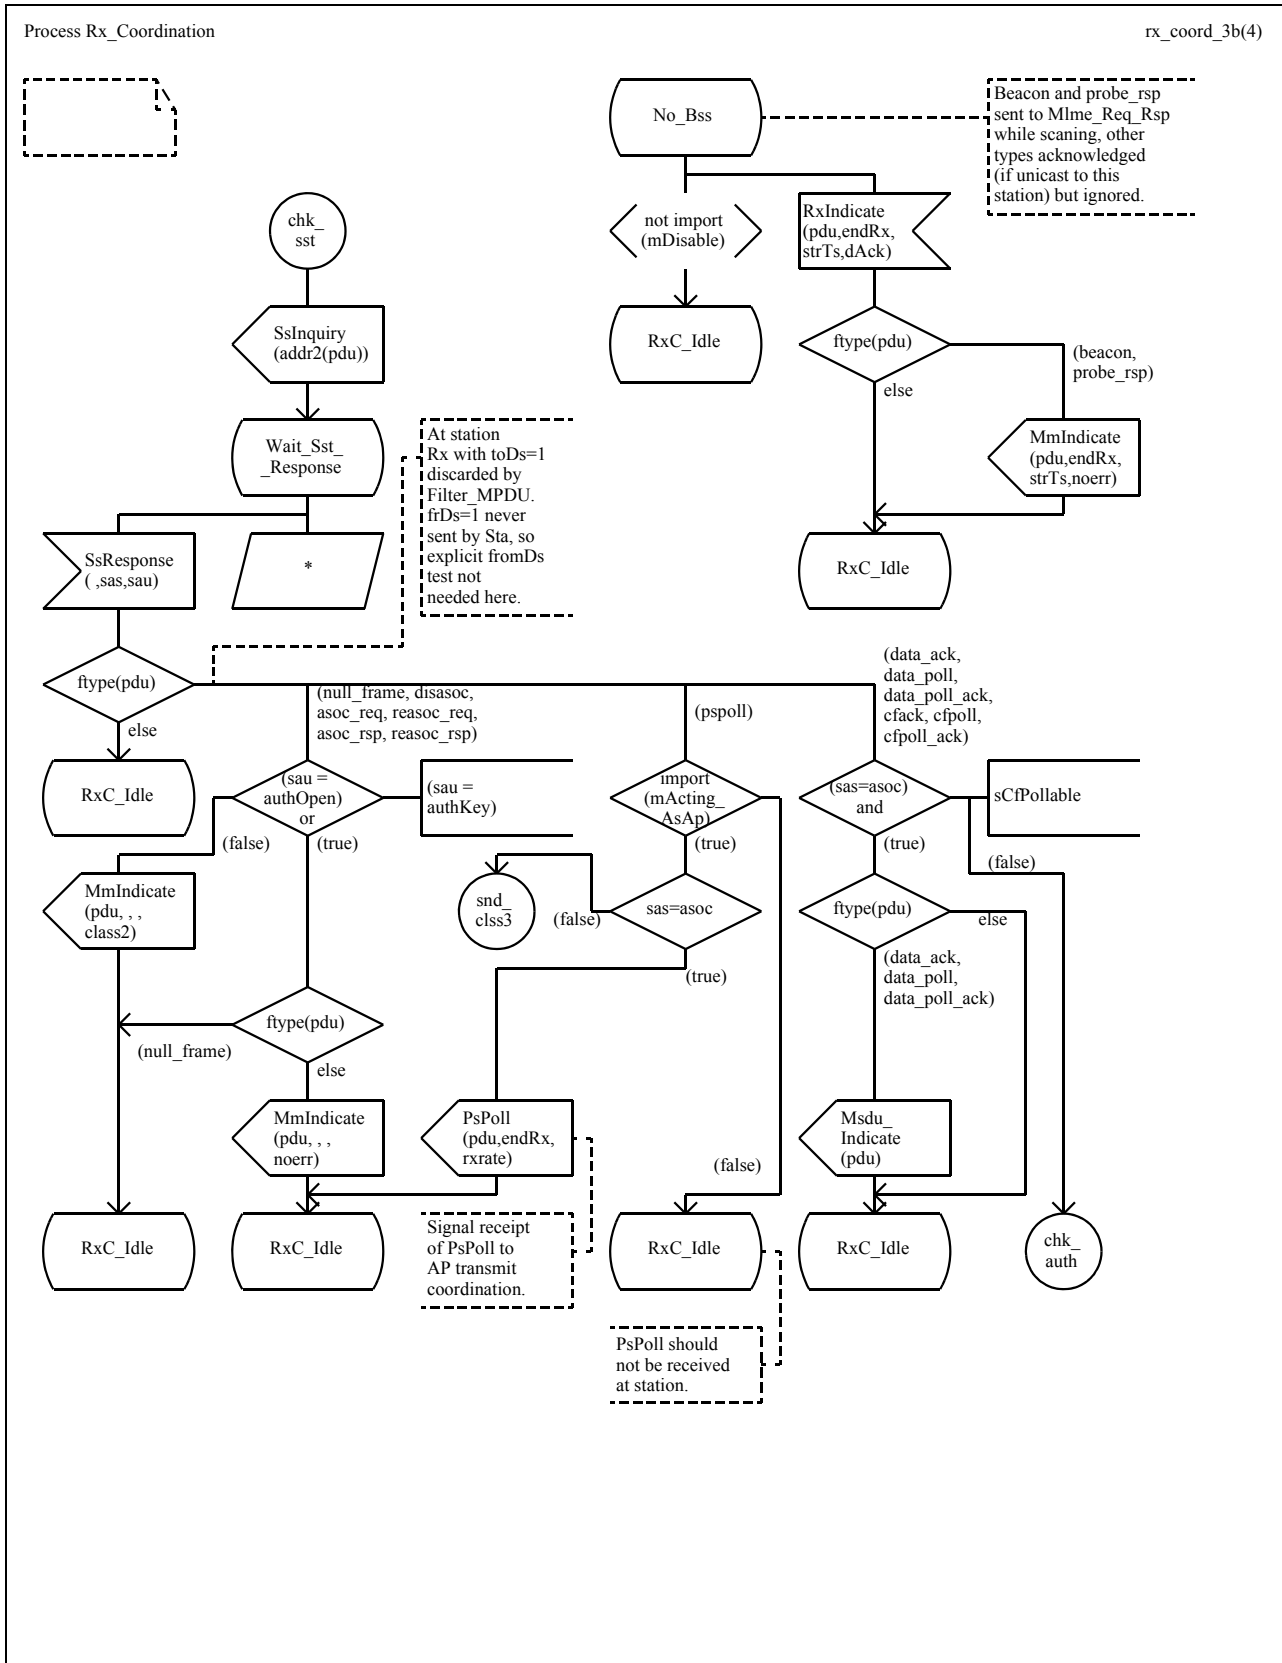 Process Rx_Coordination
rx_coord_3b(4)
No_Bss
Beacon and probe_rsp
sent to Mlme_Req_Rsp
while scaning, other
types acknowledged
(if unicast to this
station) but ignored.
chk_
sst
not import
(mDisable)
RxIndicate
(pdu,endRx,
strTs,dAck)
SsInquiry
(addr2(pdu))
RxC_Idle
ftype(pdu)
(beacon,
probe_rsp)
else
Wait_Sst_
_Response
At station
Rx with toDs=1
discarded by
Filter_MPDU.
frDs=1 never
sent by Sta, so
explicit fromDs
test not
needed here.
MmIndicate
(pdu,endRx,
strTs,noerr)
SsResponse
( ,sas,sau)
*
RxC_Idle
ftype(pdu)
else
(null_frame, disasoc,
asoc_req, reasoc_req,
asoc_rsp, reasoc_rsp)
(pspoll)
(data_ack,
data_poll,
data_poll_ack,
cfack, cfpoll,
cfpoll_ack)
RxC_Idle
(sau =
authOpen)
or
(sau =
authKey)
import
(mActing_
AsAp)
(sas=asoc)
and
sCfPollable
(false)
(true)
(true)
(true)
(false)
MmIndicate
(pdu, , ,
class2)
snd_
clss3
(false)
sas=asoc
ftype(pdu)
else
(true)
(data_ack,
data_poll,
data_poll_ack)
ftype(pdu)
(null_frame)
else
MmIndicate
(pdu, , ,
noerr)
PsPoll
(pdu,endRx,
rxrate)
(false)
Msdu_
Indicate
(pdu)
RxC_Idle
RxC_Idle
Signal receipt
of PsPoll to
AP transmit
coordination.
RxC_Idle
RxC_Idle
chk_
auth
PsPoll should
not be received
at station.